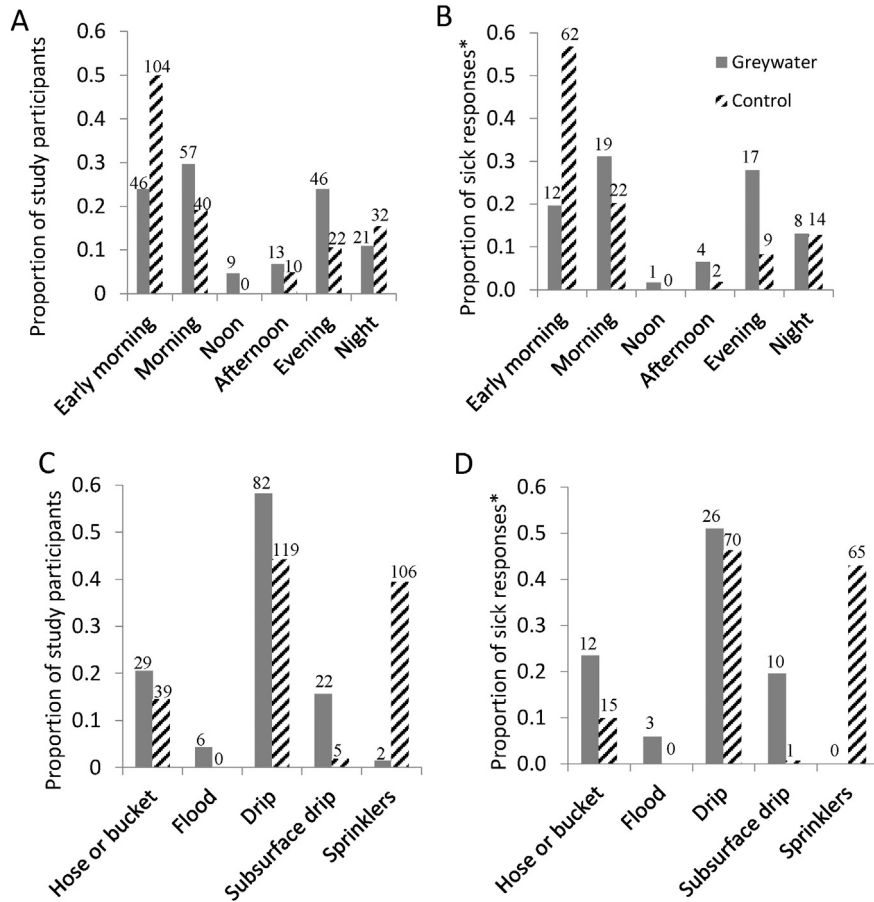 A
Proportion of study participants
0.6
0.5
0.4
0.3
0.2
0.1
0
46
104
57
40
9
0
13
10
46
22
21
32
Early morning
Morning
Noon
Afternoon
Evening
Night
B
Proportion of sick responses*
0.6
0.5
0.4
0.3
0.2
0.1
0.0
12
62
19
22
1
0
4
2
17
9
8
14
Greywater
Control
Early morning
Morning
Noon
Afternoon
Evening
Night
C
Proportion of study participants
0.6
0.5
0.4
0.3
0.2
0.1
0
29
39
6
0
82
119
22
5
2
106
Hose or bucket
Flood
Drip
Subsurface drip
Sprinklers
D
Proportion of sick responses*
0.6
0.5
0.4
0.3
0.2
0.1
0.0
12
15
3
0
26
70
10
1
0
65
Hose or bucket
Flood
Drip
Subsurface drip
Sprinklers